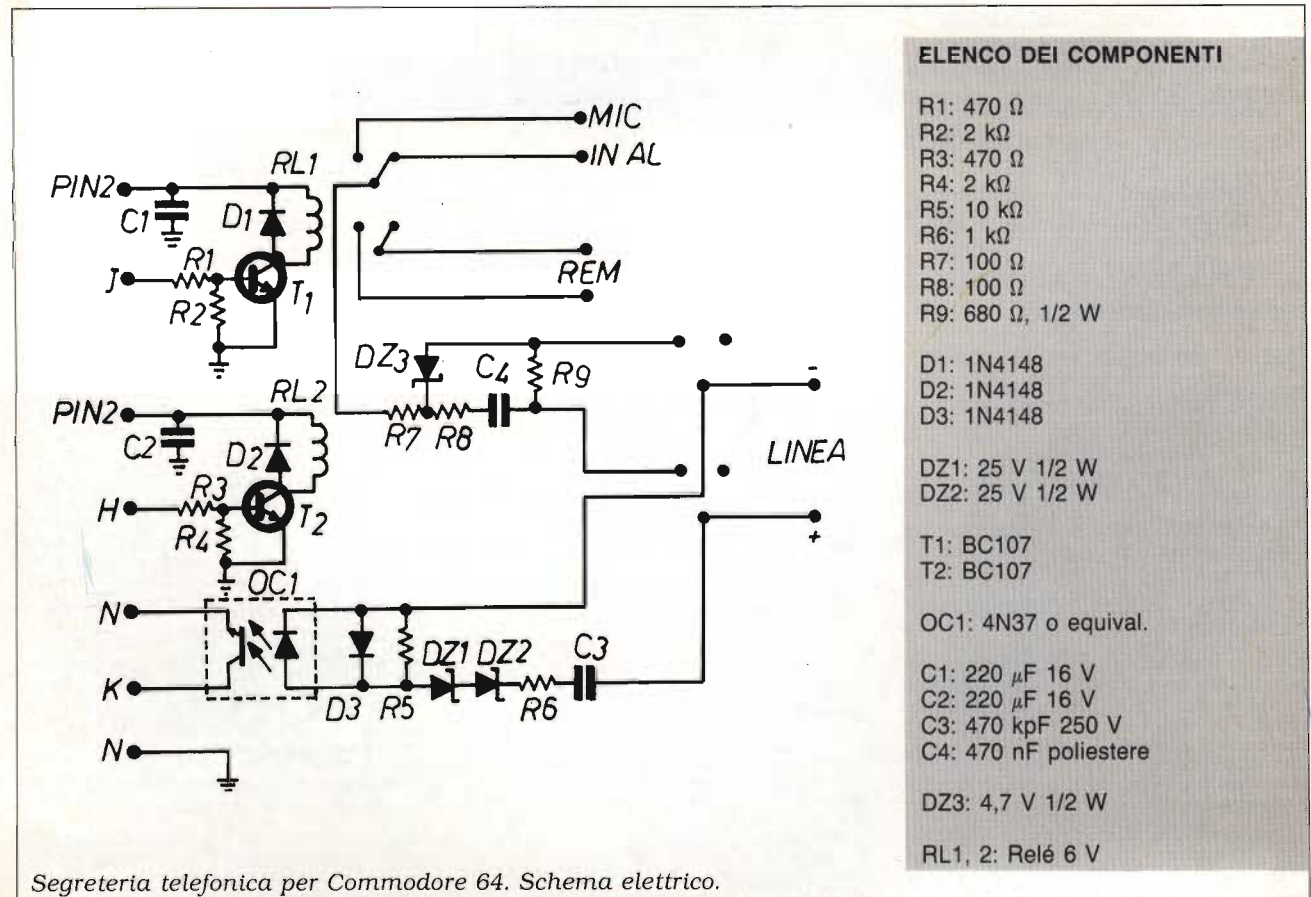 MIC
IN AL
RL1
PIN2
C1
D1
J
R1
T1
R2
REM
DZ3
C4
R9
R7
R8
-
LINEA
+
RL2
PIN2
C2
D2
H
R3
T2
R4
OC1
N
K
D3
R5
DZ1
DZ2
R6
C3
N
Segreteria telefonica per Commodore 64. Schema elettrico.
ELENCO DEI COMPONENTI
R1: 470 Ω
R2: 2 kΩ
R3: 470 Ω
R4: 2 kΩ
R5: 10 kΩ
R6: 1 kΩ
R7: 100 Ω
R8: 100 Ω
R9: 680 Ω, 1/2 W
D1: 1N4148
D2: 1N4148
D3: 1N4148
DZ1: 25 V 1/2 W
DZ2: 25 V 1/2 W
T1: BC107
T2: BC107
OC1: 4N37 o equival.
C1: 220 μF 16 V
C2: 220 μF 16 V
C3: 470 kpF 250 V
C4: 470 nF poliestere
DZ3: 4,7 V 1/2 W
RL1, 2: Relé 6 V